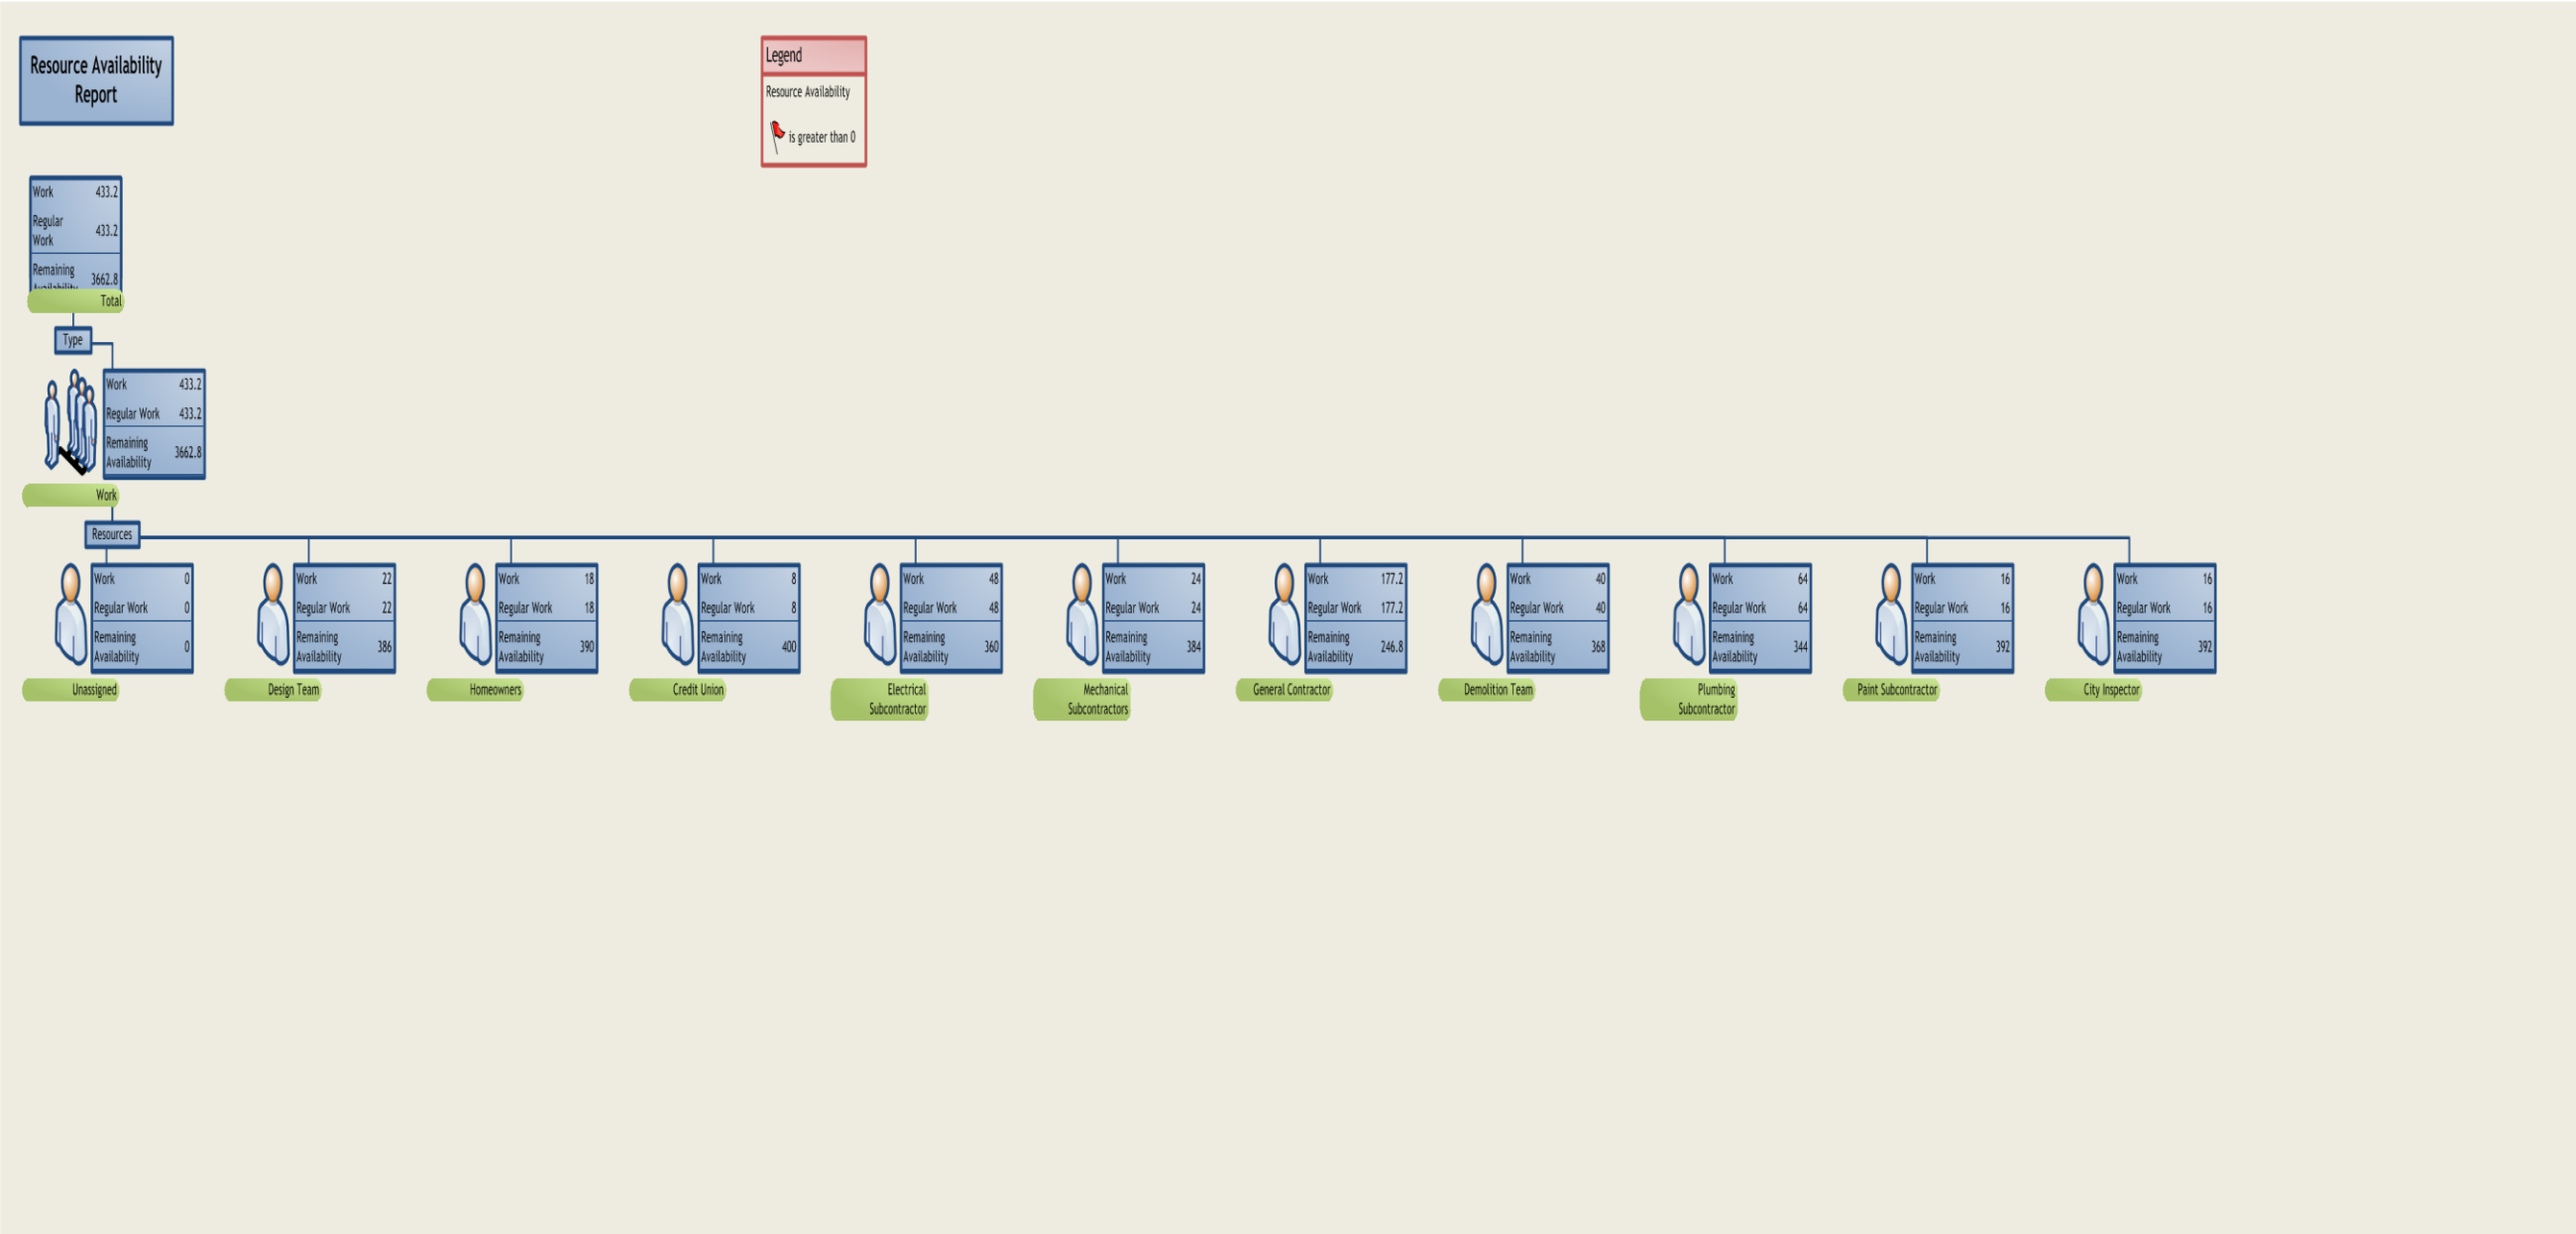 Resource Availability
Report
Legend
Resource Availability
is greater than 0
Work 433.2
Regular
Work 433.2
Remaining
Availability 3662.8
Total
Type
Work 433.2
Regular Work 433.2
Remaining
Availability 3662.8
Work
Resources
Work 0
Regular Work 0
Remaining
Availability 0
Unassigned
Work 22
Regular Work 22
Remaining
Availability 386
Design Team
Work 18
Regular Work 18
Remaining
Availability 390
Homeowners
Work 8
Regular Work 8
Remaining
Availability 400
Credit Union
Work 48
Regular Work 48
Remaining
Availability 360
Electrical
Subcontractor
Work 24
Regular Work 24
Remaining
Availability 384
Mechanical
Subcontractors
Work 177.2
Regular Work 177.2
Remaining
Availability 246.8
General Contractor
Work 40
Regular Work 40
Remaining
Availability 368
Demolition Team
Work 64
Regular Work 64
Remaining
Availability 344
Plumbing
Subcontractor
Work 16
Regular Work 16
Remaining
Availability 392
Paint Subcontractor
Work 16
Regular Work 16
Remaining
Availability 392
City Inspector